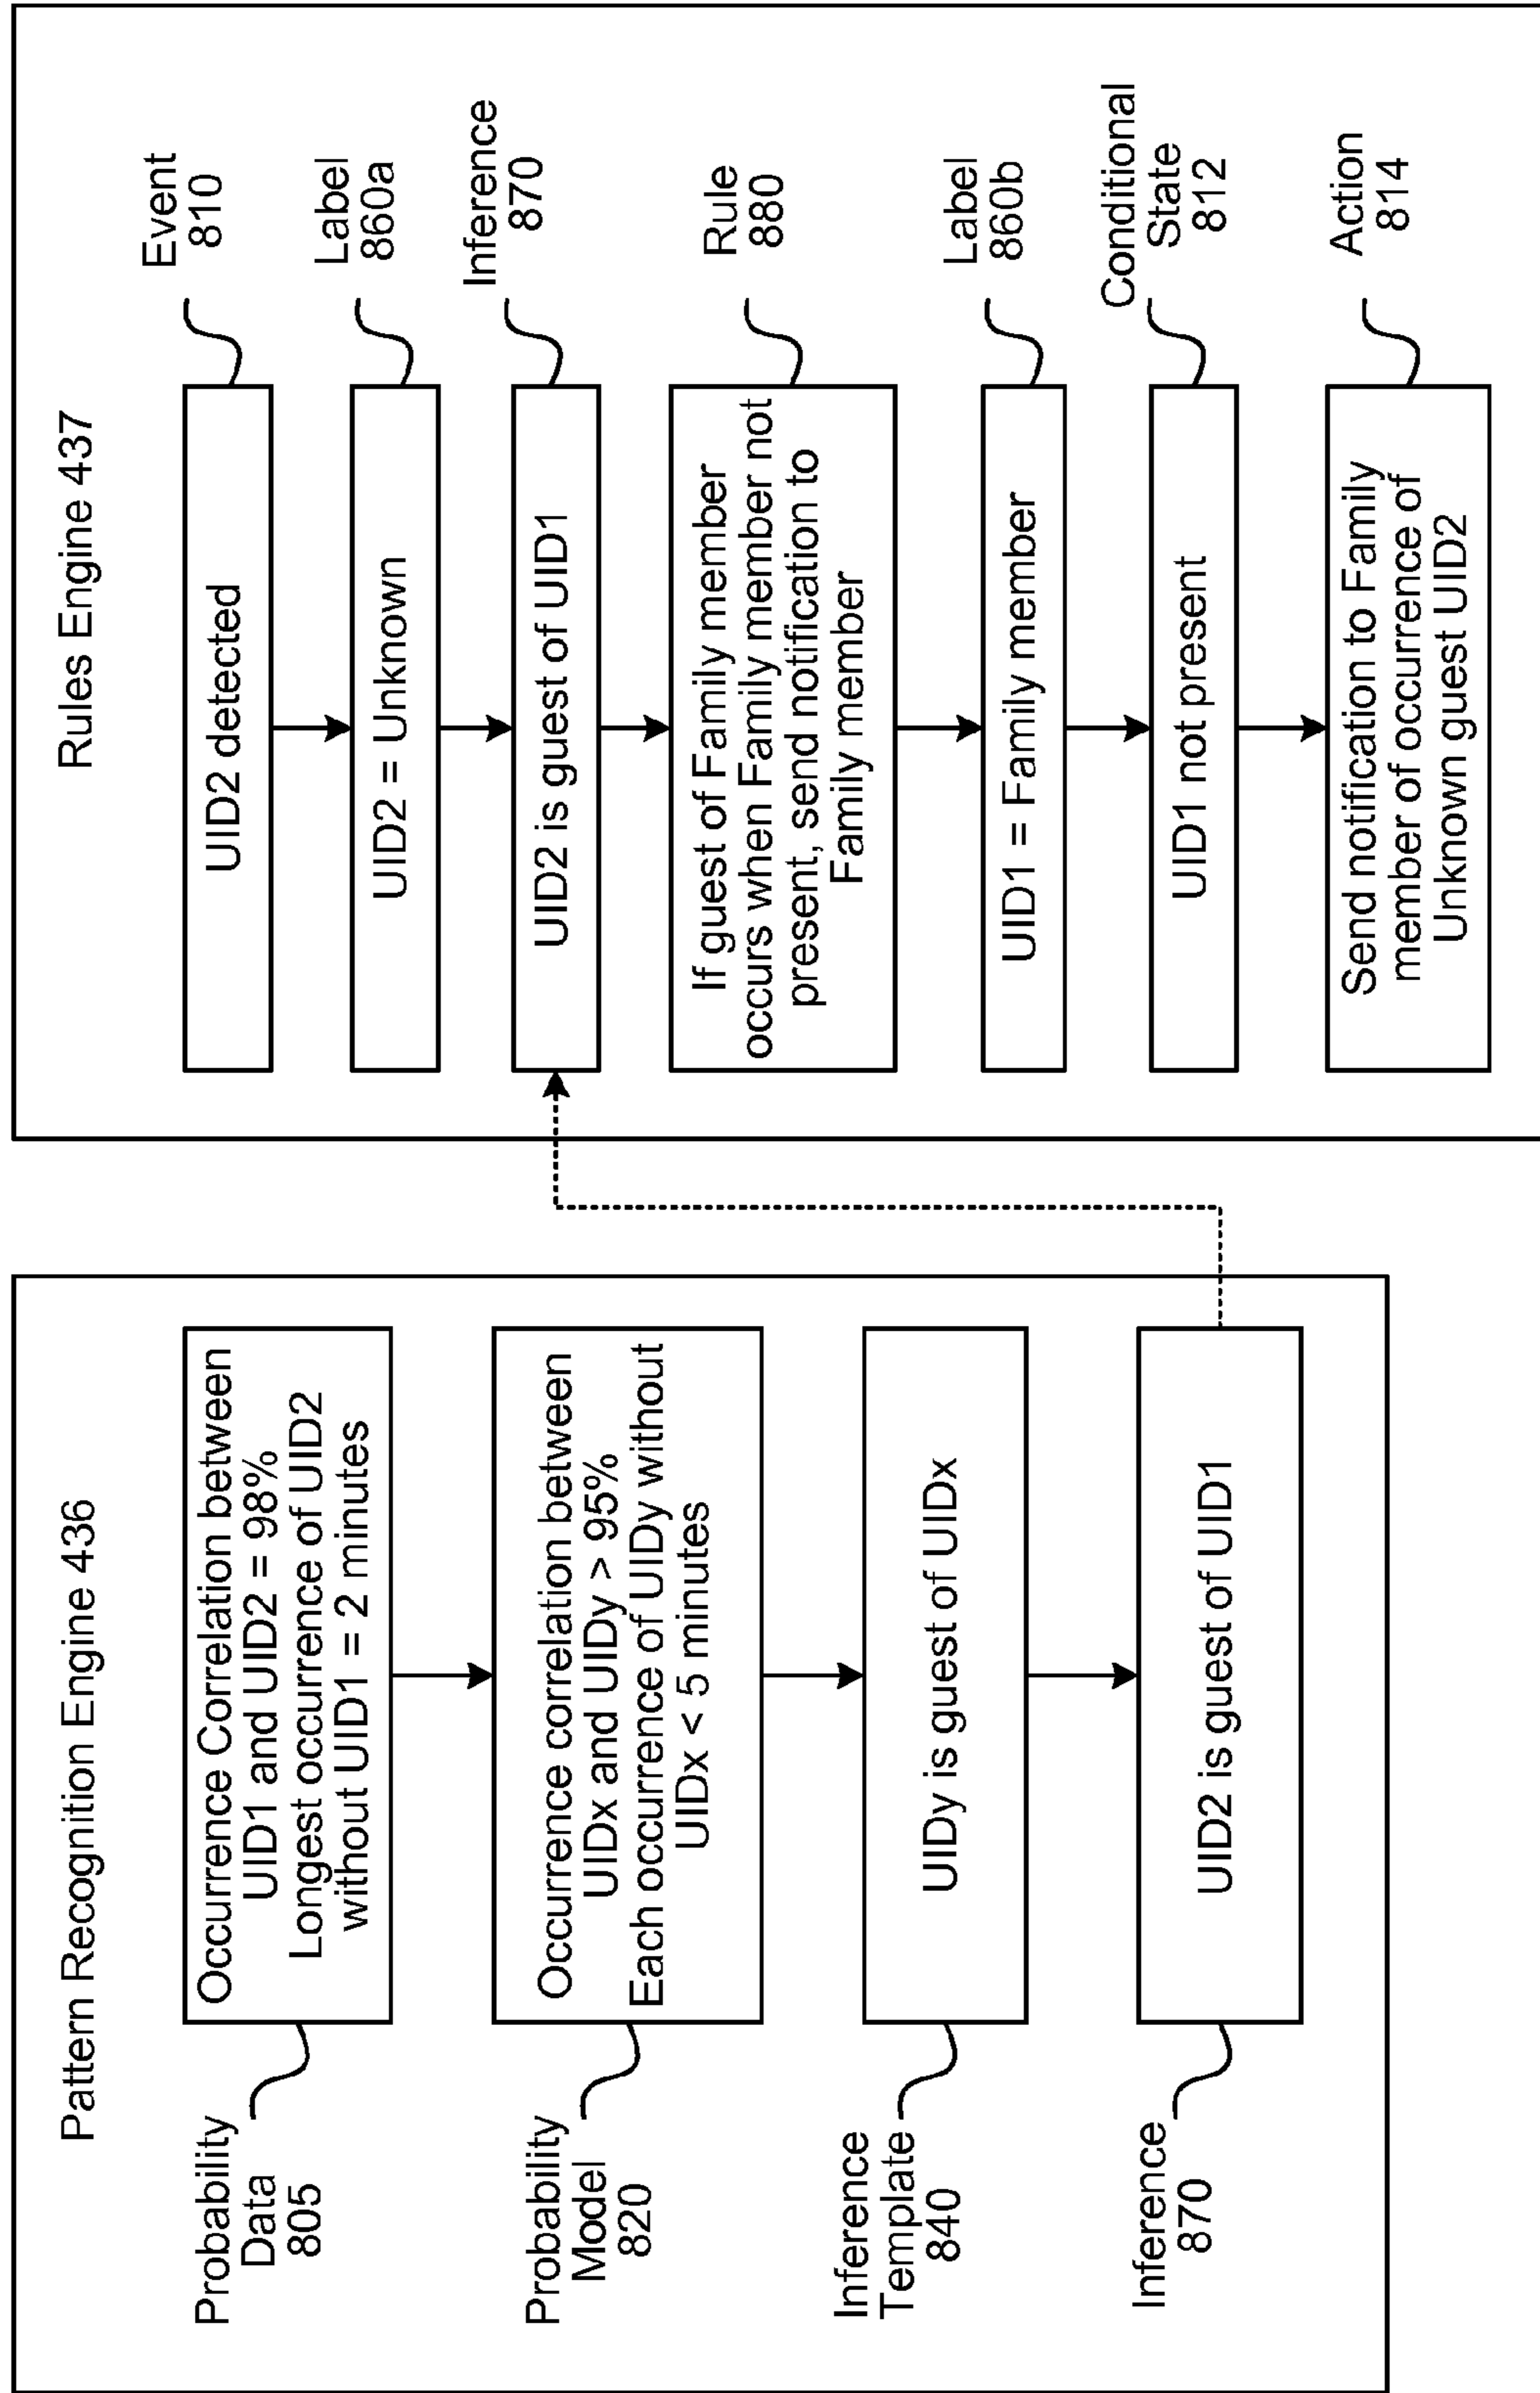 Pattern Recognition Engine 436
Probability
Data
805
Occurrence Correlation between
UID1 and UID2 = 98%
Longest occurrence of UID2
without UID1 = 2 minutes
Probability
Model
820
Occurrence correlation between
UIDx and UIDy > 95%
Each occurrence of UIDy without
UIDx < 5 minutes
Inference
Template
840
UIDy is guest of UIDx
Inference
870
UID2 is guest of UID1
Rules Engine 437
UID2 detected
Event
810
UID2 = Unknown
Label
860a
UID2 is guest of UID1
Inference
870
If guest of Family member
occurs when Family member not
present, send notification to
Family member
Rule
880
UID1 = Family member
Label
860b
UID1 not present
Conditional
State
812
Send notification to Family
member of occurrence of
Unknown guest UID2
Action
814